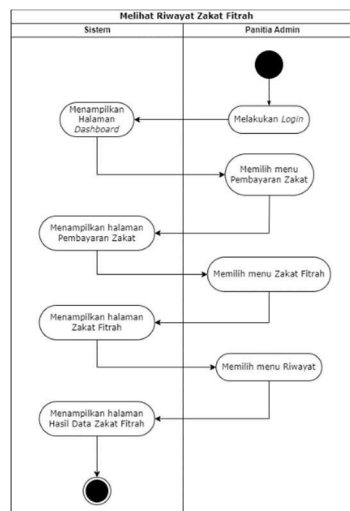 Melihat Riwayat Zakat Fitrah
Sistem
Panitia Admin
Melakukan Login
Menampilkan
Halaman
Dashboard
Memilih menu
Pembayaran Zakat
Menampilkan halaman
Pembayaran Zakat
Memilih menu Zakat Fitrah
Menampilkan halaman
Zakat Fitrah
Memilih menu Riwayat
Menampilkan halaman
Hasil Data Zakat Fitrah